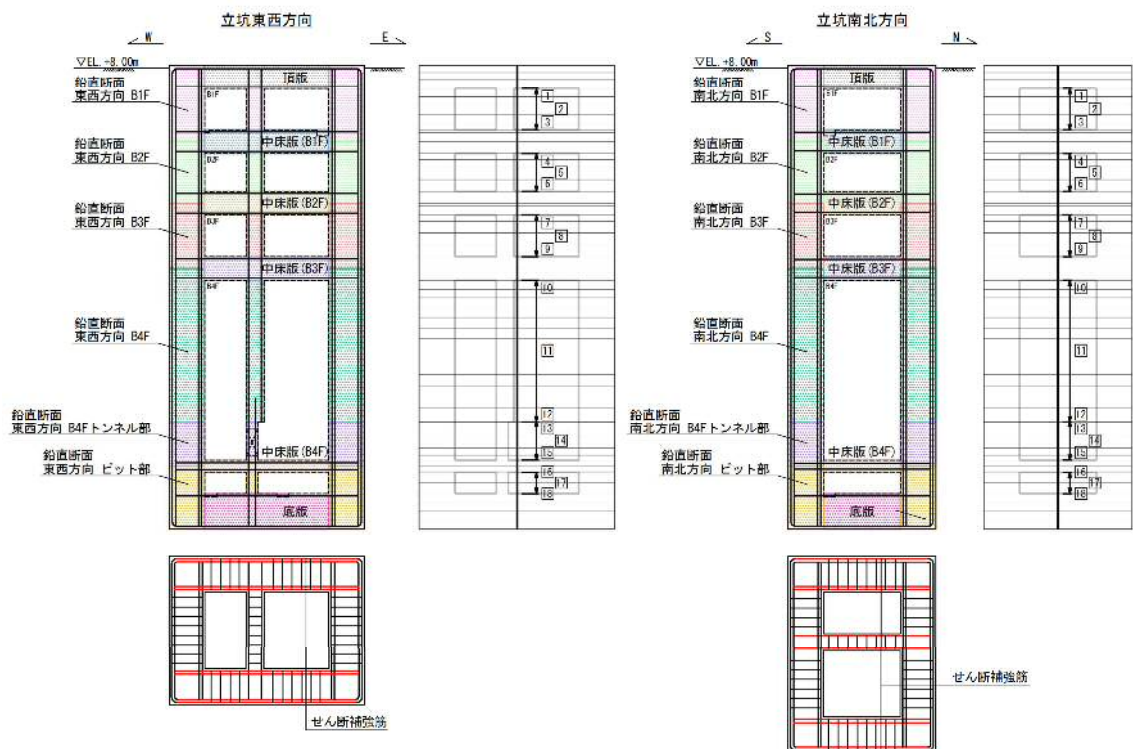 立坑東西方向
W
E
▽EL.+8.00m
頂版
鉛直断面
東西方向 B1F
B1F
中床版(B1F)
鉛直断面
東西方向 B2F
B2F
中床版(B2F)
鉛直断面
東西方向 B3F
B3F
中床版(B3F)
B4F
鉛直断面
東西方向 B4F
鉛直断面
東西方向 B4Fトンネル部
中床版(B4F)
鉛直断面
東西方向 ピット部
底版
1
2
3
4
5
6
7
8
9
10
11
12
13
14
15
16
17
18
せん断補強筋
立坑南北方向
S
N
▽EL.+8.00m
頂版
鉛直断面
南北方向 B1F
B1F
中床版(B1F)
鉛直断面
南北方向 B2F
B2F
中床版(B2F)
鉛直断面
南北方向 B3F
B3F
中床版(B3F)
B4F
鉛直断面
南北方向 B4F
鉛直断面
南北方向 B4Fトンネル部
中床版(B4F)
鉛直断面
南北方向 ピット部
底版
1
2
3
4
5
6
7
8
9
10
11
12
13
14
15
16
17
18
せん断補強筋